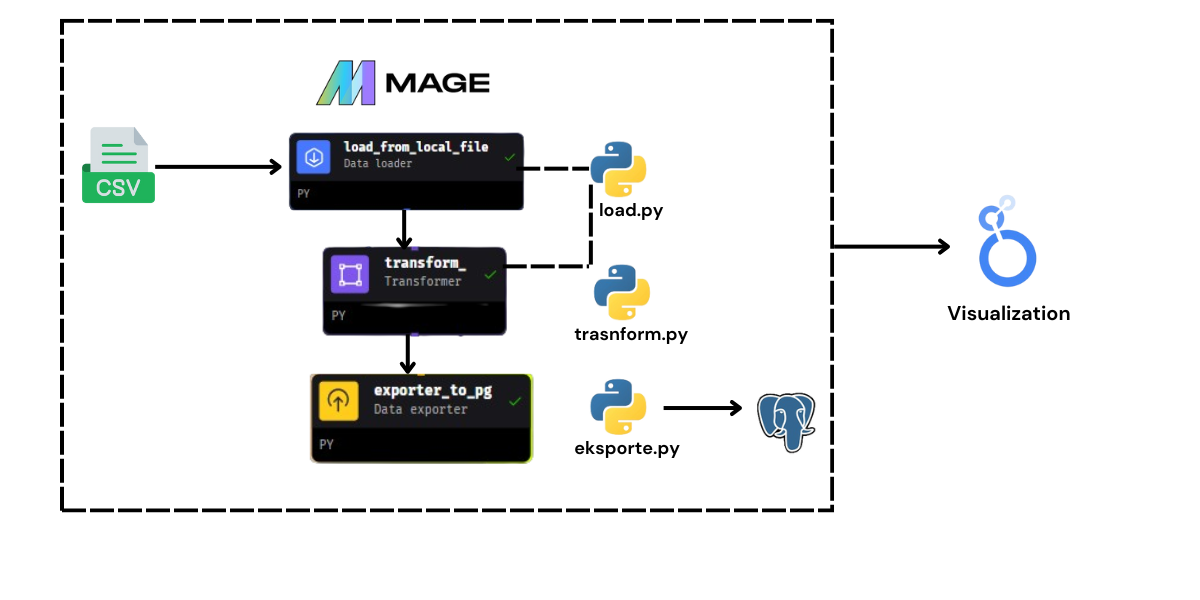 MAGE
CSV
load_from_local_file
Data loader
PY
load.py
transform_
Transformer
PY
trasnform.py
exporter_to_pg
Data exporter
PY
eksporte.py
Visualization